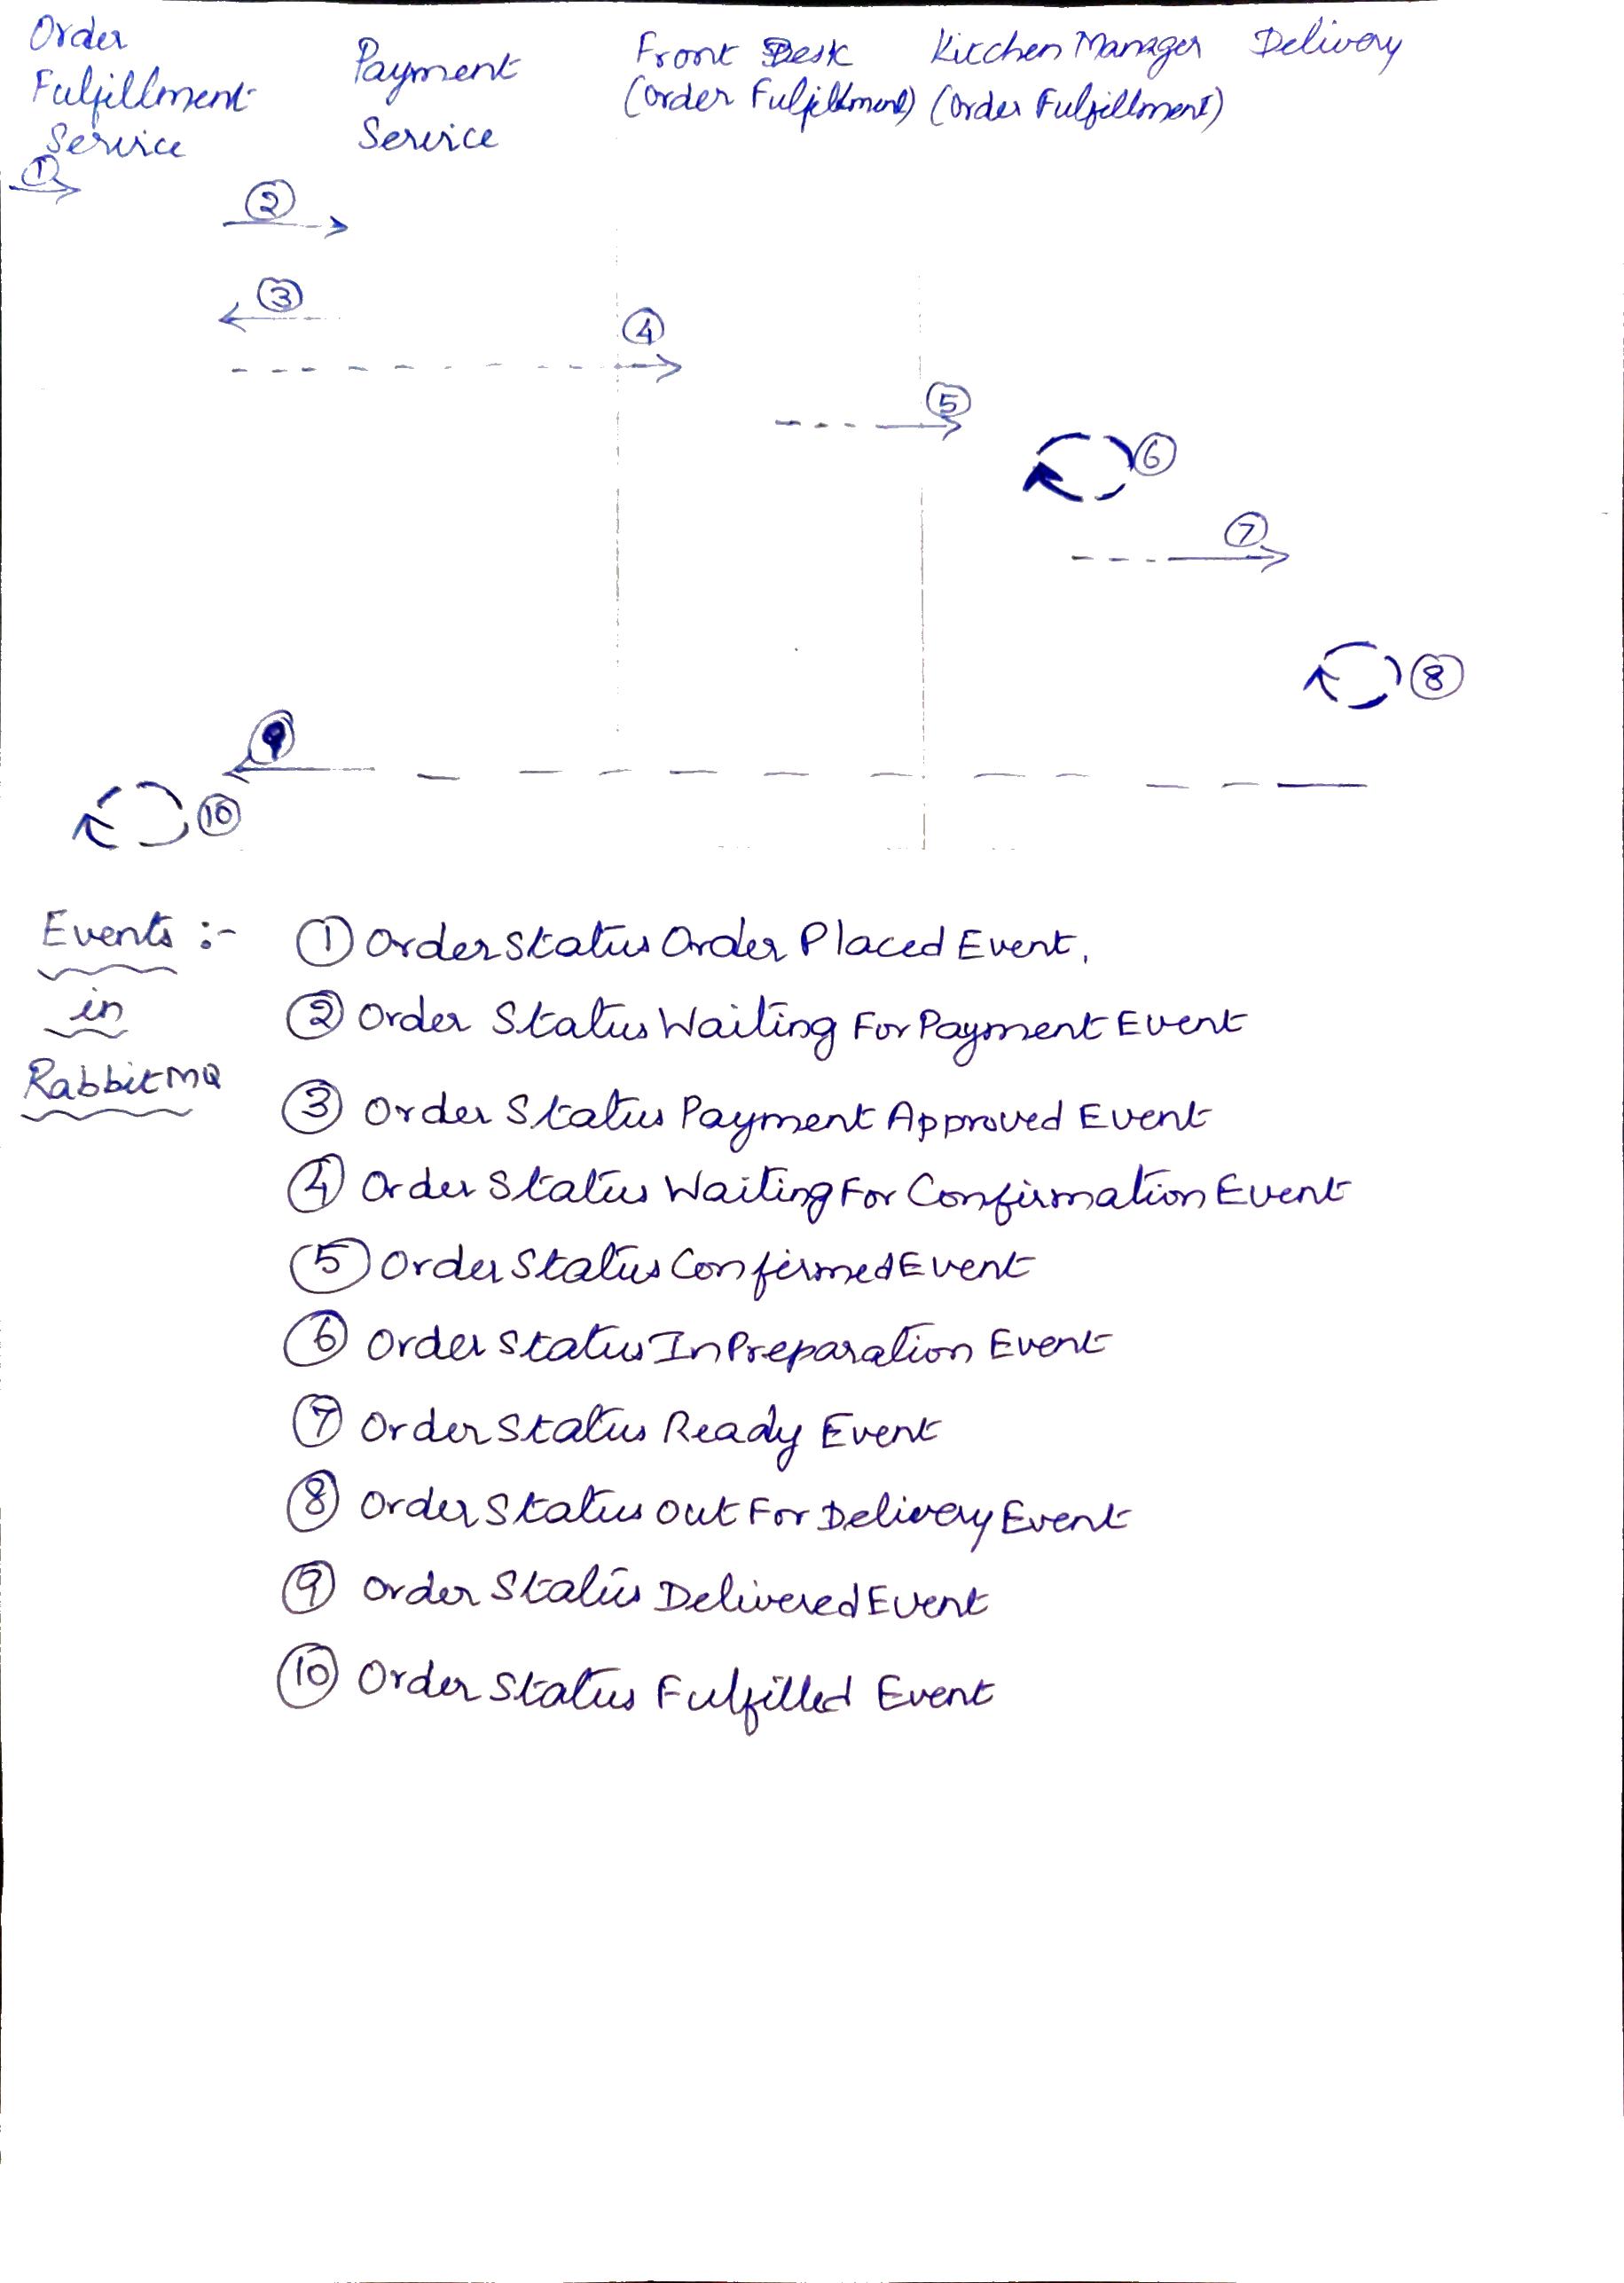 Order
Fulfillment
Service
Payment
Service
Front Desk
(Order Fulfillment)
Kitchen Manager
(Order Fulfillment)
Delivery
1
2
3
4
5
6
7
8
9
10
Events :-
in
RabbitMQ
1 OrderStatus Order Placed Event.
2 Order Status Waiting For Payment Event
3 Order Status Payment Approved Event
4 Order Status Waiting For Confirmation Event
5 Order Status Confirmed Event
6 Order Status In Preparation Event
7 Order Status Ready Event
8 Order Status Out For Delivery Event
9 Order Status Delivered Event
10 Order Status Fulfilled Event